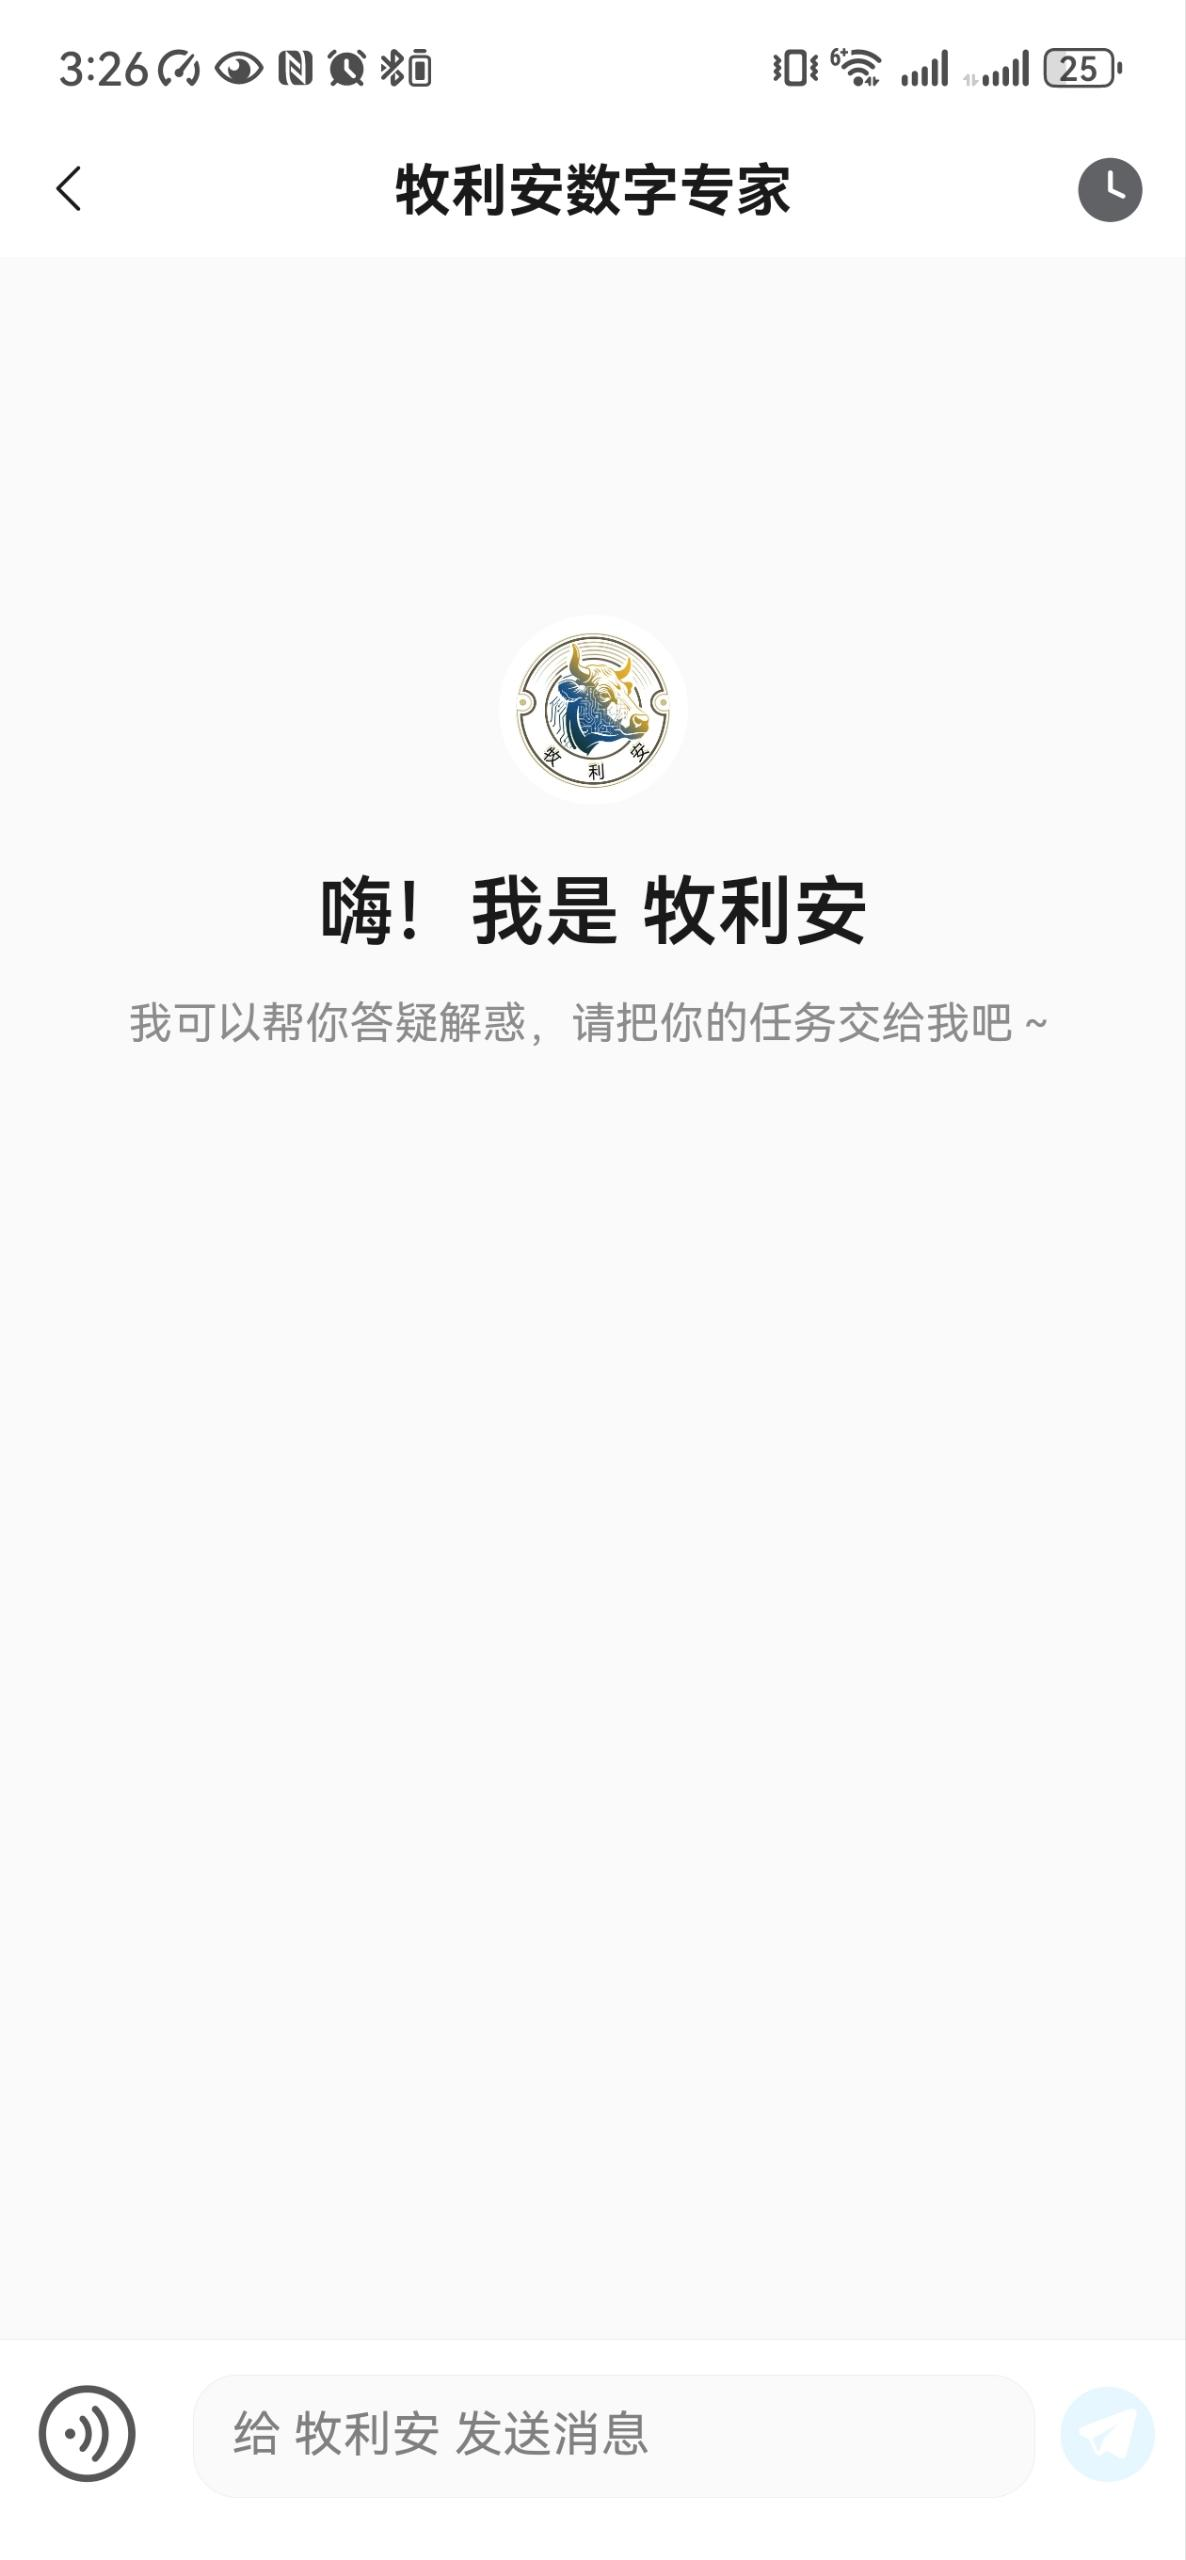 3:26 6+ 25
牧利安数字专家
牧利安
嗨！我是 牧利安
我可以帮你答疑解惑，请把你的任务交给我吧 ~
给 牧利安 发送消息